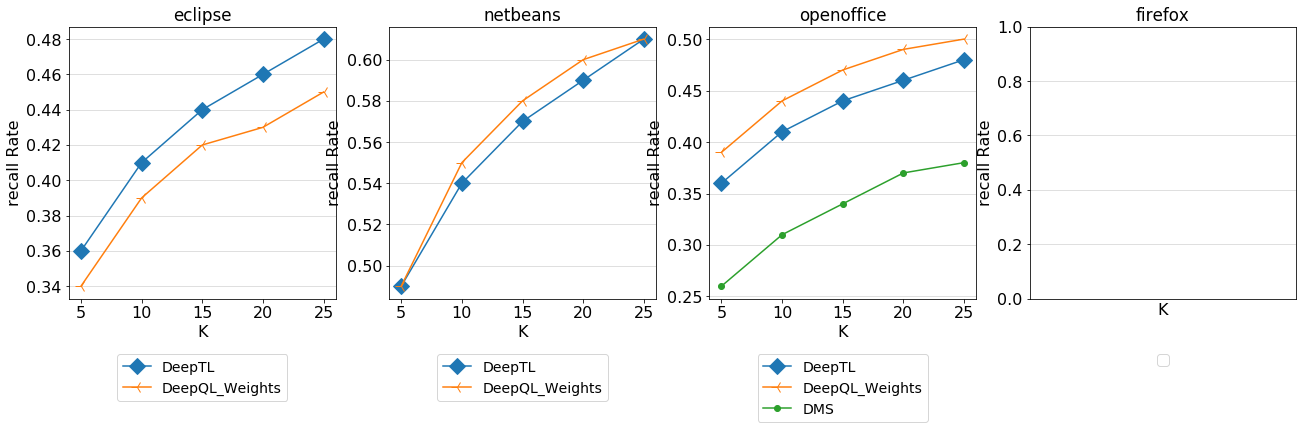 eclipse
recall Rate
0.48
0.46
0.44
0.42
0.40
0.38
0.36
0.34
5 10 15 20 25
K
DeepTL
DeepQL_Weights
netbeans
recall Rate
0.60
0.58
0.56
0.54
0.52
0.50
5 10 15 20 25
K
DeepTL
DeepQL_Weights
openoffice
recall Rate
0.50
0.45
0.40
0.35
0.30
0.25
5 10 15 20 25
K
DeepTL
DeepQL_Weights
DMS
firefox
recall Rate
1.0
0.8
0.6
0.4
0.2
0.0
K